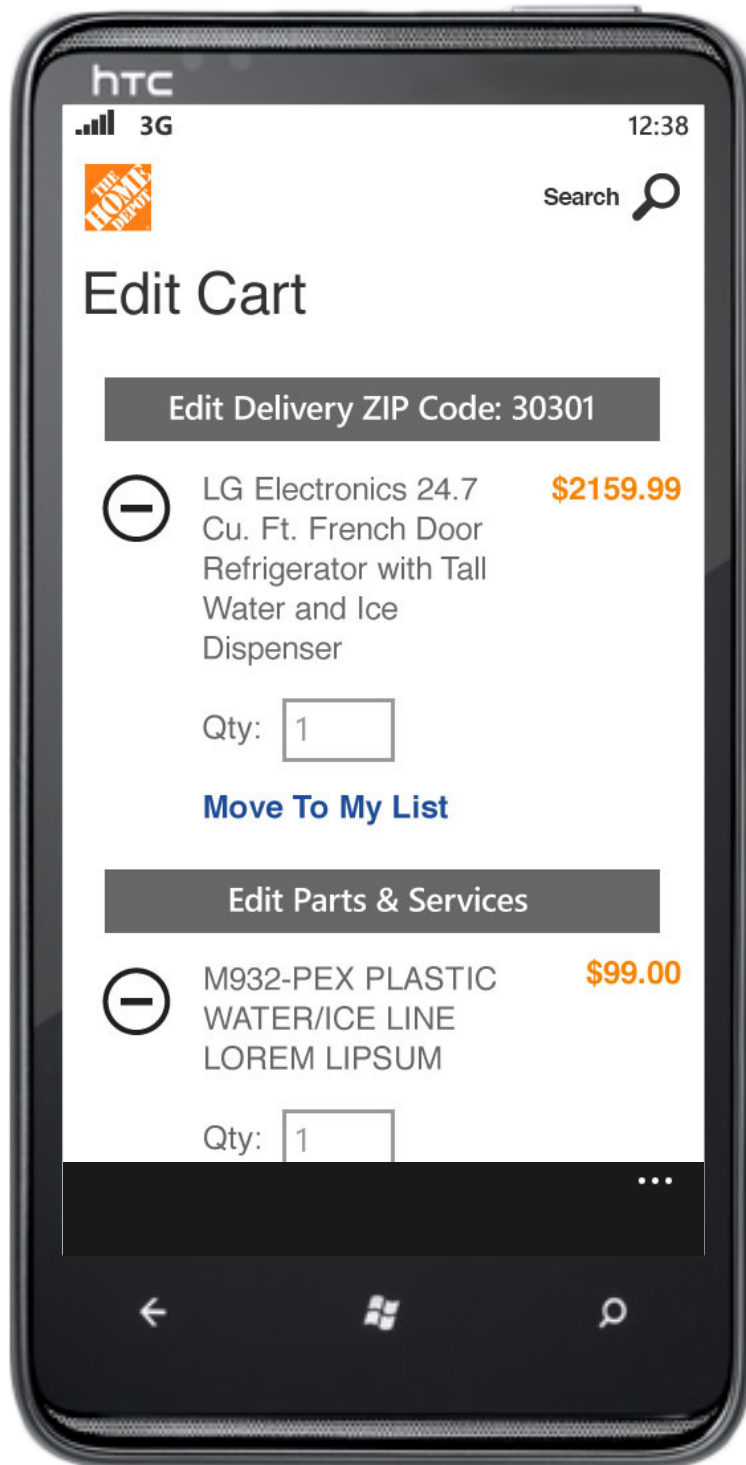 hTC
3G
12:38
THE
HOME
DEPOT
Search
Edit Cart
Edit Delivery ZIP Code: 30301
LG Electronics 24.7
$2159.99
Cu. Ft. French Door
Refrigerator with Tall
Water and Ice
Dispenser
Qty: 1
Move To My List
Edit Parts & Services
M932-PEX PLASTIC
$99.00
WATER/ICE LINE
LOREM LIPSUM
Qty: 1
...